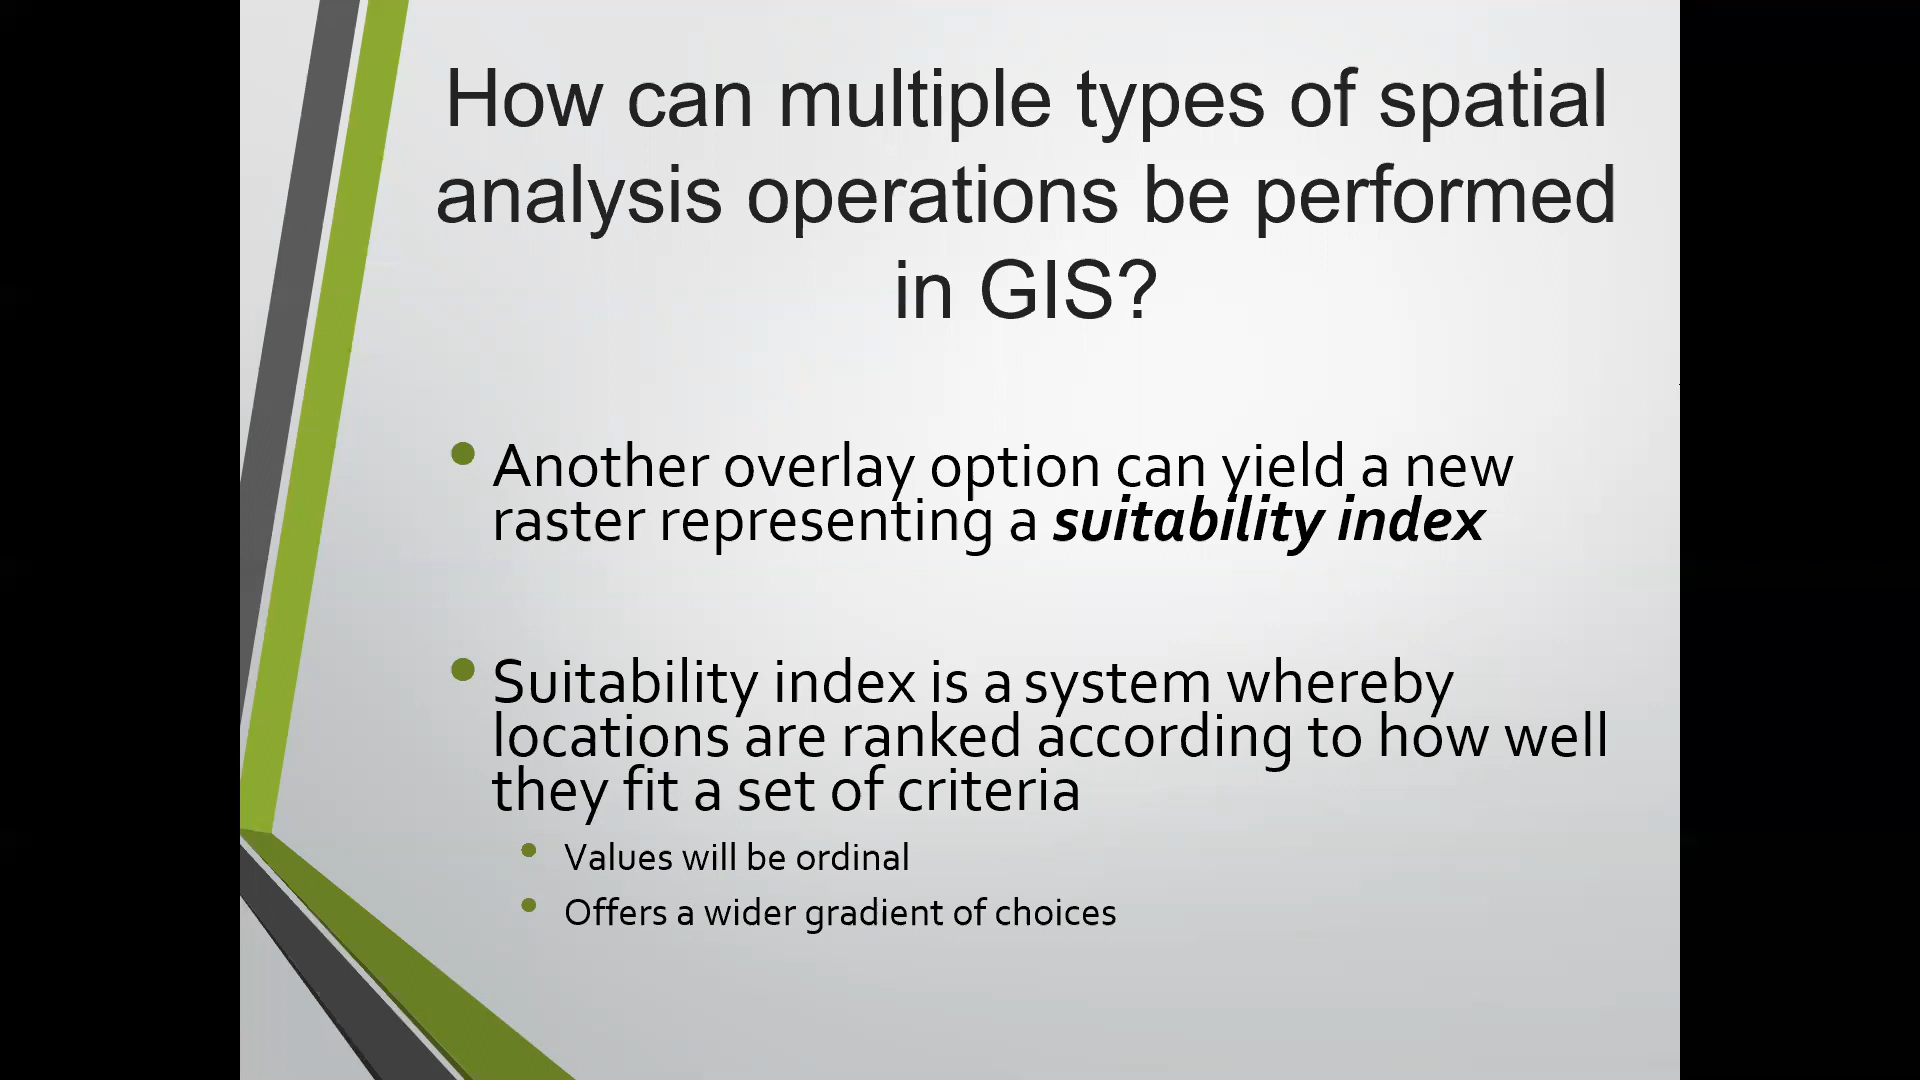 How can multiple types of spatial
analysis operations be performed
in GIS?
Another overlay option can yield a new
raster representing a suitability index
Suitability index is a system whereby
locations are ranked according to how well
they fit a set of criteria
Values will be ordinal
Offers a wider gradient of choices